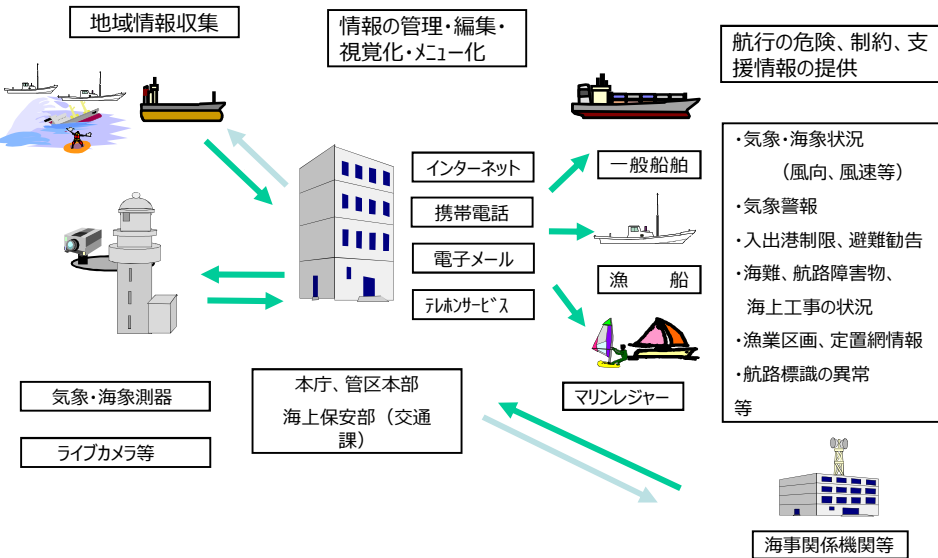 地域情報収集
情報の管理・編集・
視覚化・メニュー化
航行の危険、制約、支
援情報の提供
インターネット
携帯電話
電子メール
テレホンサービス
一般船舶
漁　船
マリンレジャー
・気象・海象状況
（風向、風速等）
・気象警報
・入出港制限、避難勧告
・海難、航路障害物、
海上工事の状況
・漁業区画、定置網情報
・航路標識の異常
等
気象・海象測器
ライブカメラ等
本庁、管区本部
海上保安部（交通
課）
海事関係機関等